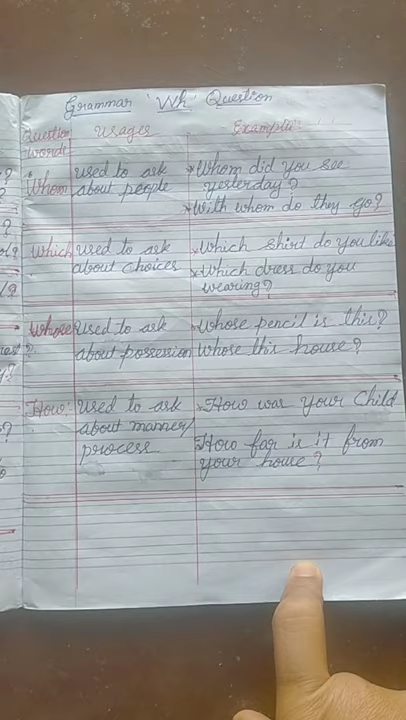 Grammar 'Wh' Question
Question words
Usages
Example:
Whom
used to ask
about people
*Whom did you see
yesterday?
*With whom do they go?
Which
used to ask
about choices
*Which shirt do you like
*Which dress do you
wearing?
Whose
used to ask
about possession
*Whose pencil is this?
Whose this house?
How:
used to ask
about manner/
process
*How was your child
How far is it from
your house?